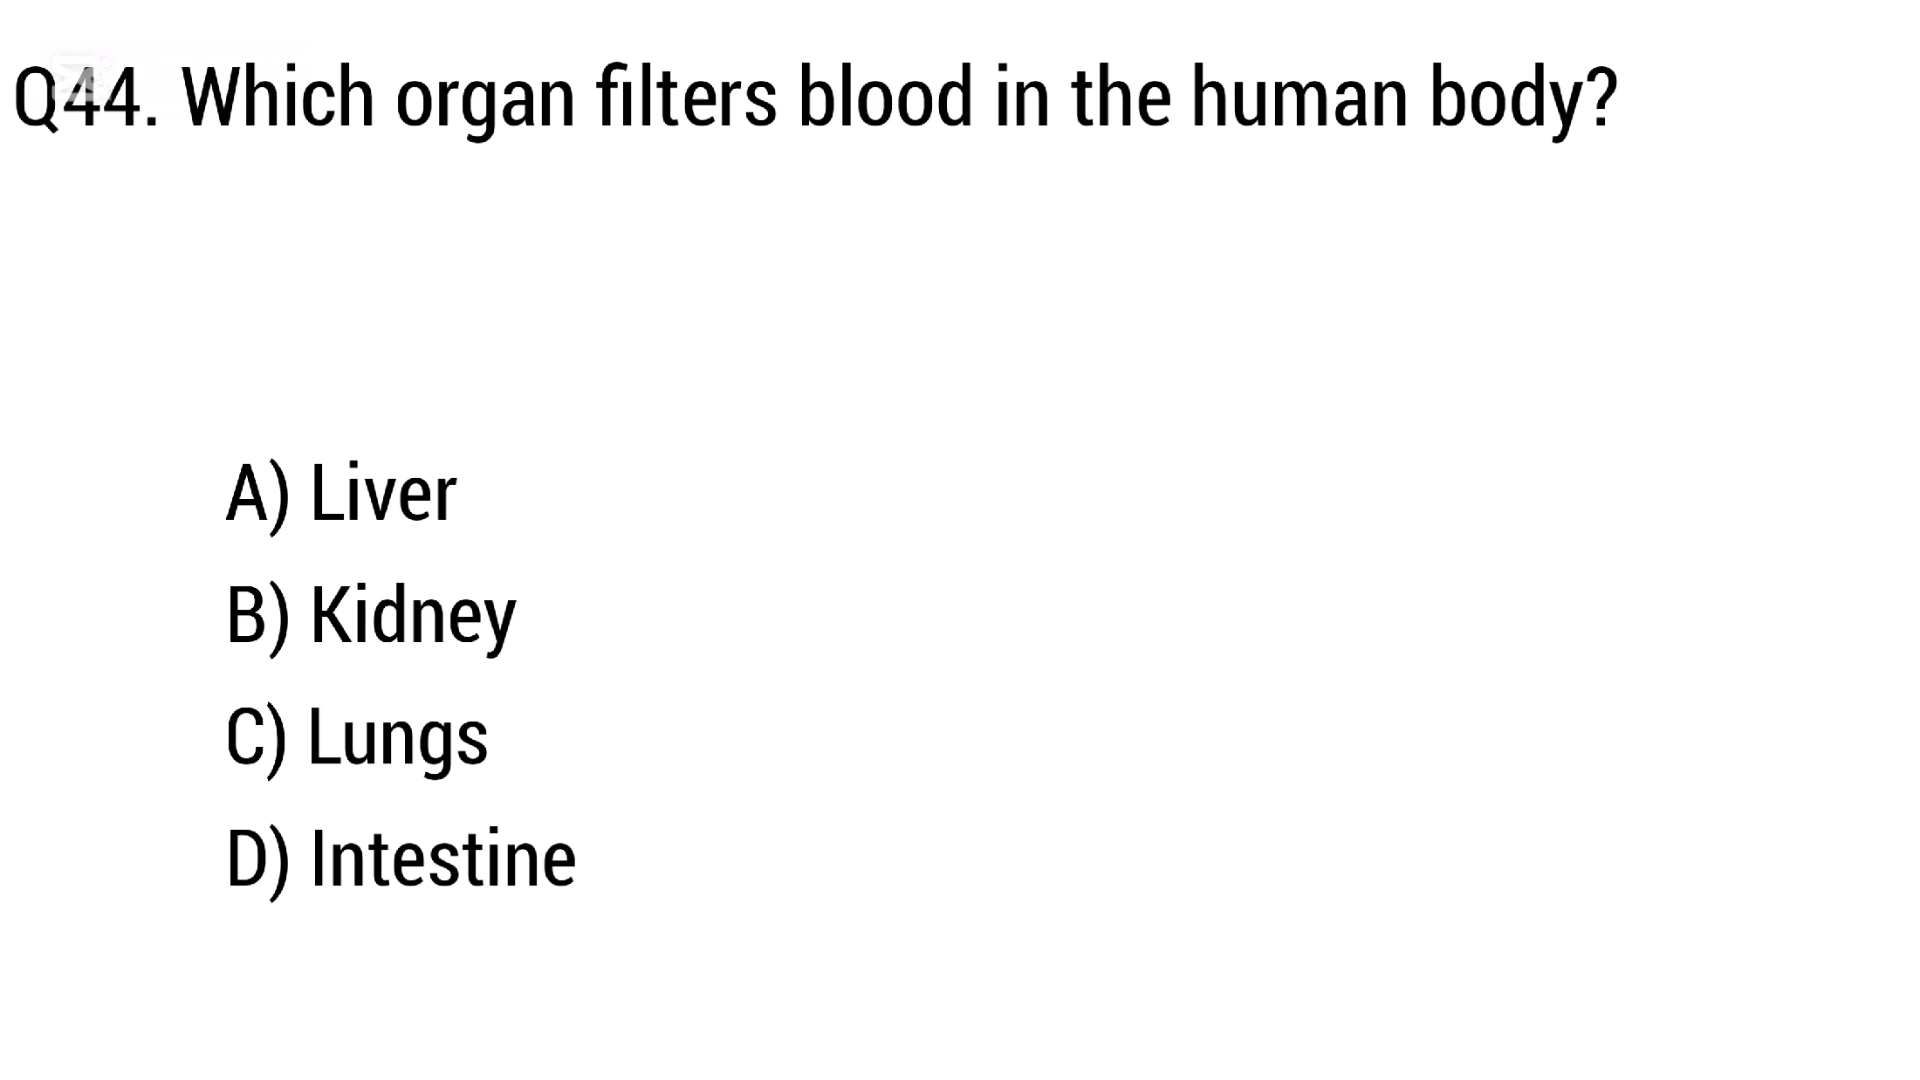 Q44. Which organ filters blood in the human body?
A) Liver
B) Kidney
C) Lungs
D) Intestine